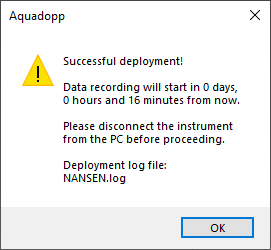 Aquadopp
Successful deployment!
Data recording will start in 0 days,
0 hours and 16 minutes from now.
Please disconnect the instrument
from the PC before proceeding.
Deployment log file:
NANSEN.log
OK